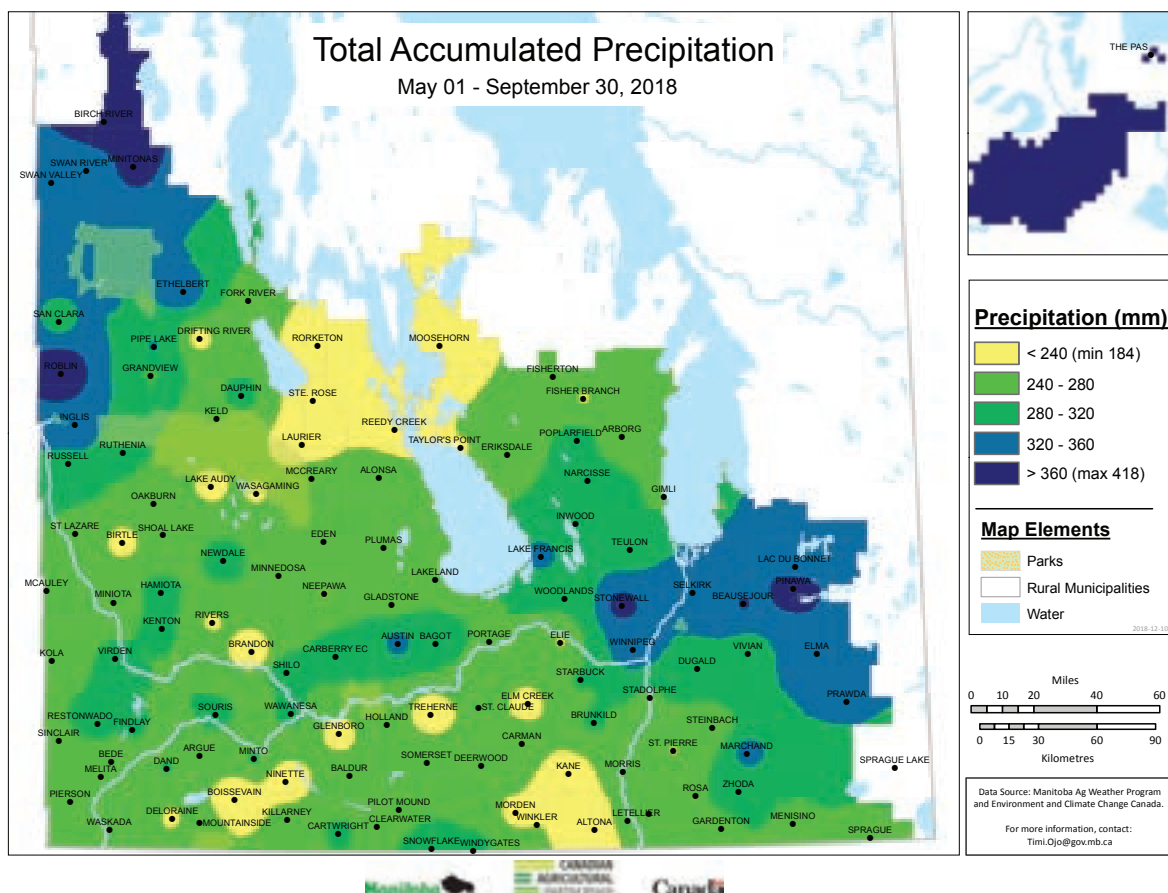 Total Accumulated Precipitation
May 01 - September 30, 2018
THE PAS
BIRCH RIVER
SWAN RIVER
MINITONAS
SWAN VALLEY
ETHELBERT
FORK RIVER
SAN CLARA
DRIFTING RIVER
PIPE LAKE
RORKETON
MOOSEHORN
ROBLIN
GRANDVIEW
FISHERTON
DAUPHIN
STE. ROSE
FISHER BRANCH
INGLIS
KELD
REEDY CREEK
LAURIER
TAYLOR'S POINT
POPLARFIELD
ARBORG
ERIKSDALE
RUTHENIA
RUSSELL
MCCREARY
ALONSA
NARCISSE
LAKE AUDY
WASAGAMING
GIMLI
OAKBURN
ST LAZARE
SHOAL LAKE
BIRTLE
EDEN
PLUMAS
INWOOD
TEULON
NEWDALE
LAKE FRANCIS
MINNEDOSA
LAKELAND
LAC DU BONNET
MCAULEY
HAMIOTA
NEEPAWA
GLADSTONE
WOODLANDS
SELKIRK
PINAWA
MINIOTA
STONEWALL
BEAUSEJOUR
RIVERS
KENTON
BRANDON
AUSTIN
BAGOT
PORTAGE
ELIE
WINNIPEG
VIVIAN
ELMA
KOLA
VIRDEN
CARBERRY EC
SHILO
STARBUCK
DUGALD
SOURIS
WAWANESA
TREHERNE
ELM CREEK
ST. CLAUDE
STADOLPHE
PRAWDA
RESTONWADO
FINDLAY
HOLLAND
BRUNKILD
STEINBACH
SINCLAIR
GLENBORO
CARMAN
ST. PIERRE
MARCHAND
BEDE
ARGUE
MINTO
SOMERSET
DEERWOOD
MELITA
DAND
NINETTE
BALDUR
KANE
MORRIS
SPRAGUE LAKE
PIERSON
BOISSEVAIN
ROSA
ZHODA
DELORAINE
KILLARNEY
PILOT MOUND
MORDEN
WINKLER
LETELLIER
WASKADA
MOUNTAINSIDE
CARTWRIGHT
CLEARWATER
ALTONA
GARDENTON
MENISINO
SPRAGUE
SNOWFLAKE
WINDYGATES
Precipitation (mm)
< 240 (min 184)
240 - 280
280 - 320
320 - 360
> 360 (max 418)
Map Elements
Parks
Rural Municipalities
Water
2018-12-10
Miles
0 10 20 40 60
0 15 30 60 90
Kilometres
Data Source: Manitoba Ag Weather Program
and Environment and Climate Change Canada.
For more information, contact:
Timi.Ojo@gov.mb.ca
CANADIAN
AGRICULTURAL
Manitoba
Canada